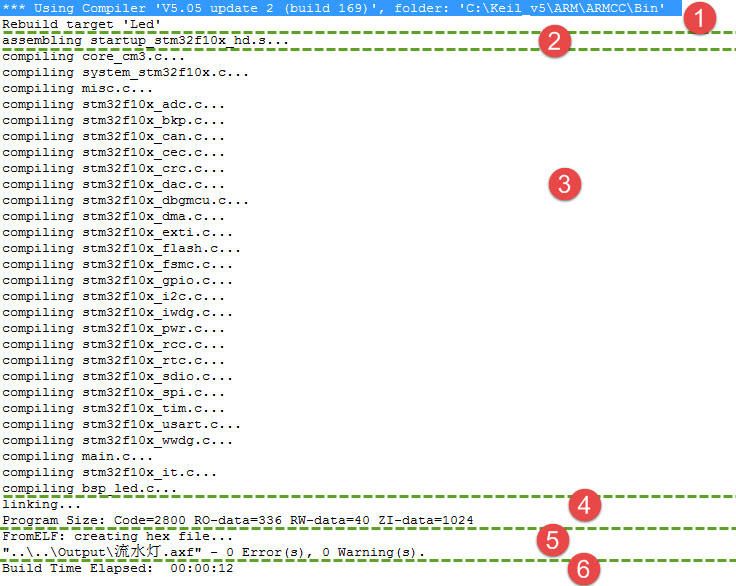 *** Using Compiler 'V5.05 update 2 (build 169)', folder: 'C:\Keil_v5\ARM\ARMCC\Bin'
1
Rebuild target 'Led'
assembling startup_stm32f10x_hd.s...
2
compiling core_cm3.c...
compiling system_stm32f10x.c...
compiling misc.c...
compiling stm32f10x_adc.c...
compiling stm32f10x_bkp.c...
compiling stm32f10x_can.c...
compiling stm32f10x_cec.c...
compiling stm32f10x_crc.c...
compiling stm32f10x_dac.c...
3
compiling stm32f10x_dbgmcu.c...
compiling stm32f10x_dma.c...
compiling stm32f10x_exti.c...
compiling stm32f10x_flash.c...
compiling stm32f10x_fsmc.c...
compiling stm32f10x_gpio.c...
compiling stm32f10x_i2c.c...
compiling stm32f10x_iwdg.c...
compiling stm32f10x_pwr.c...
compiling stm32f10x_rcc.c...
compiling stm32f10x_rtc.c...
compiling stm32f10x_sdio.c...
compiling stm32f10x_spi.c...
compiling stm32f10x_tim.c...
compiling stm32f10x_usart.c...
compiling stm32f10x_wwdg.c...
compiling main.c...
compiling stm32f10x_it.c...
compiling bsp_led.c...
linking...
4
Program Size: Code=2800 RO-data=336 RW-data=40 ZI-data=1024
FromELF: creating hex file...
5
"..\..\Output\流水灯.axf" - 0 Error(s), 0 Warning(s).
Build Time Elapsed:  00:00:12
6